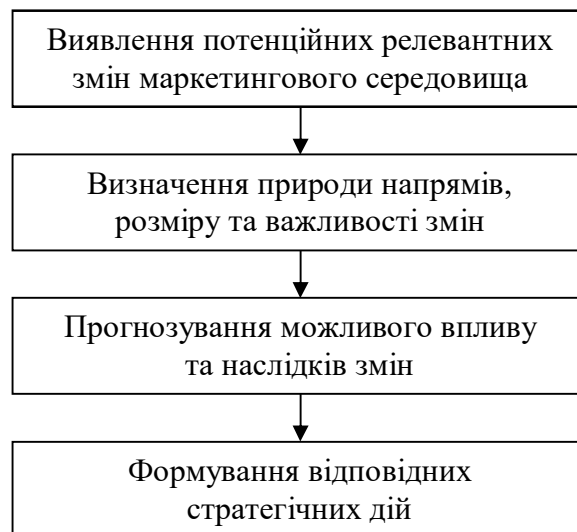 Виявлення потенційних релевантних
змін маркетингового середовища
Визначення природи напрямів,
розміру та важливості змін
Прогнозування можливого впливу
та наслідків змін
Формування відповідних
стратегічних дій